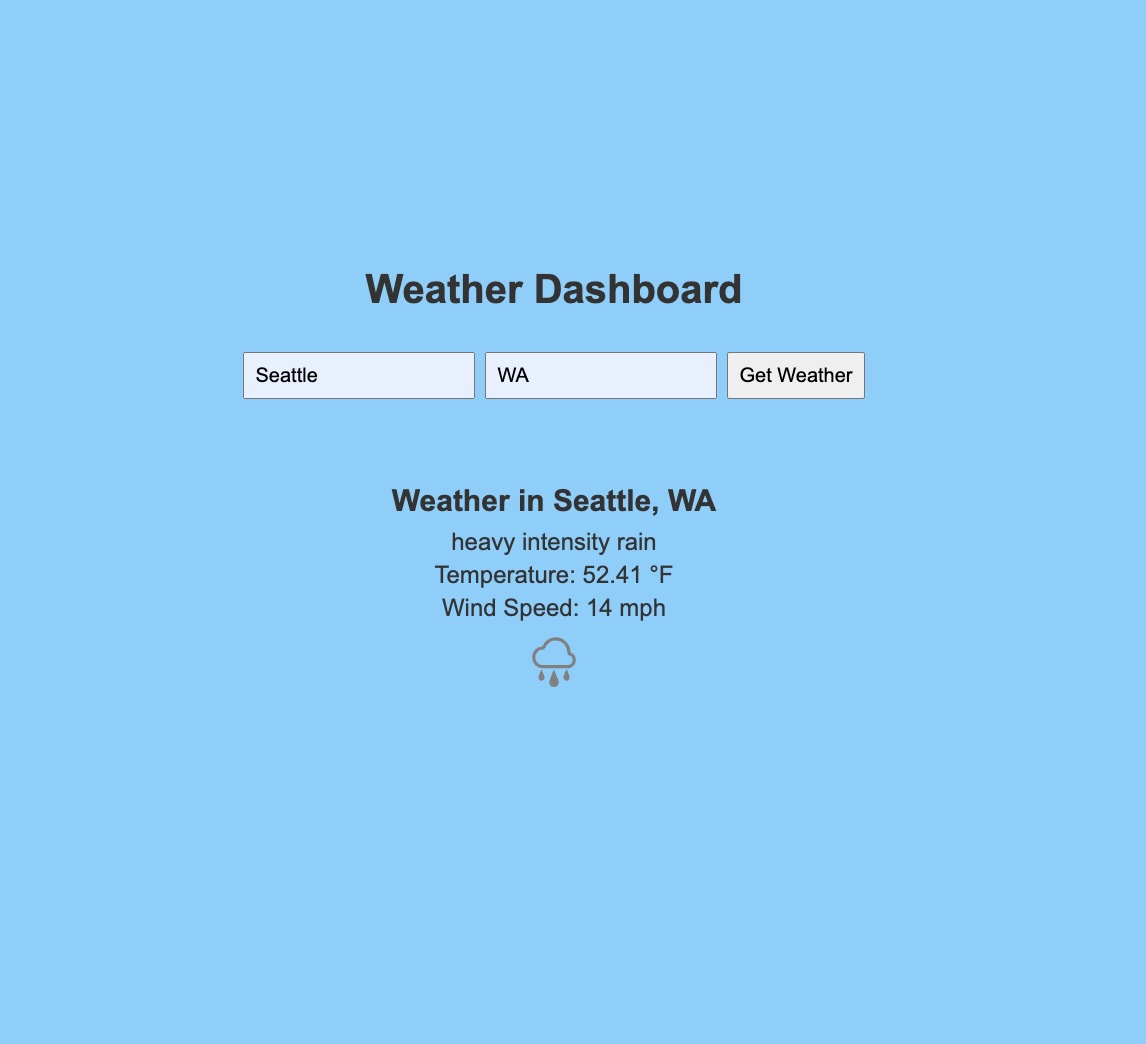 Weather Dashboard
Seattle WA Get Weather
Weather in Seattle, WA
heavy intensity rain
Temperature: 52.41 °F
Wind Speed: 14 mph